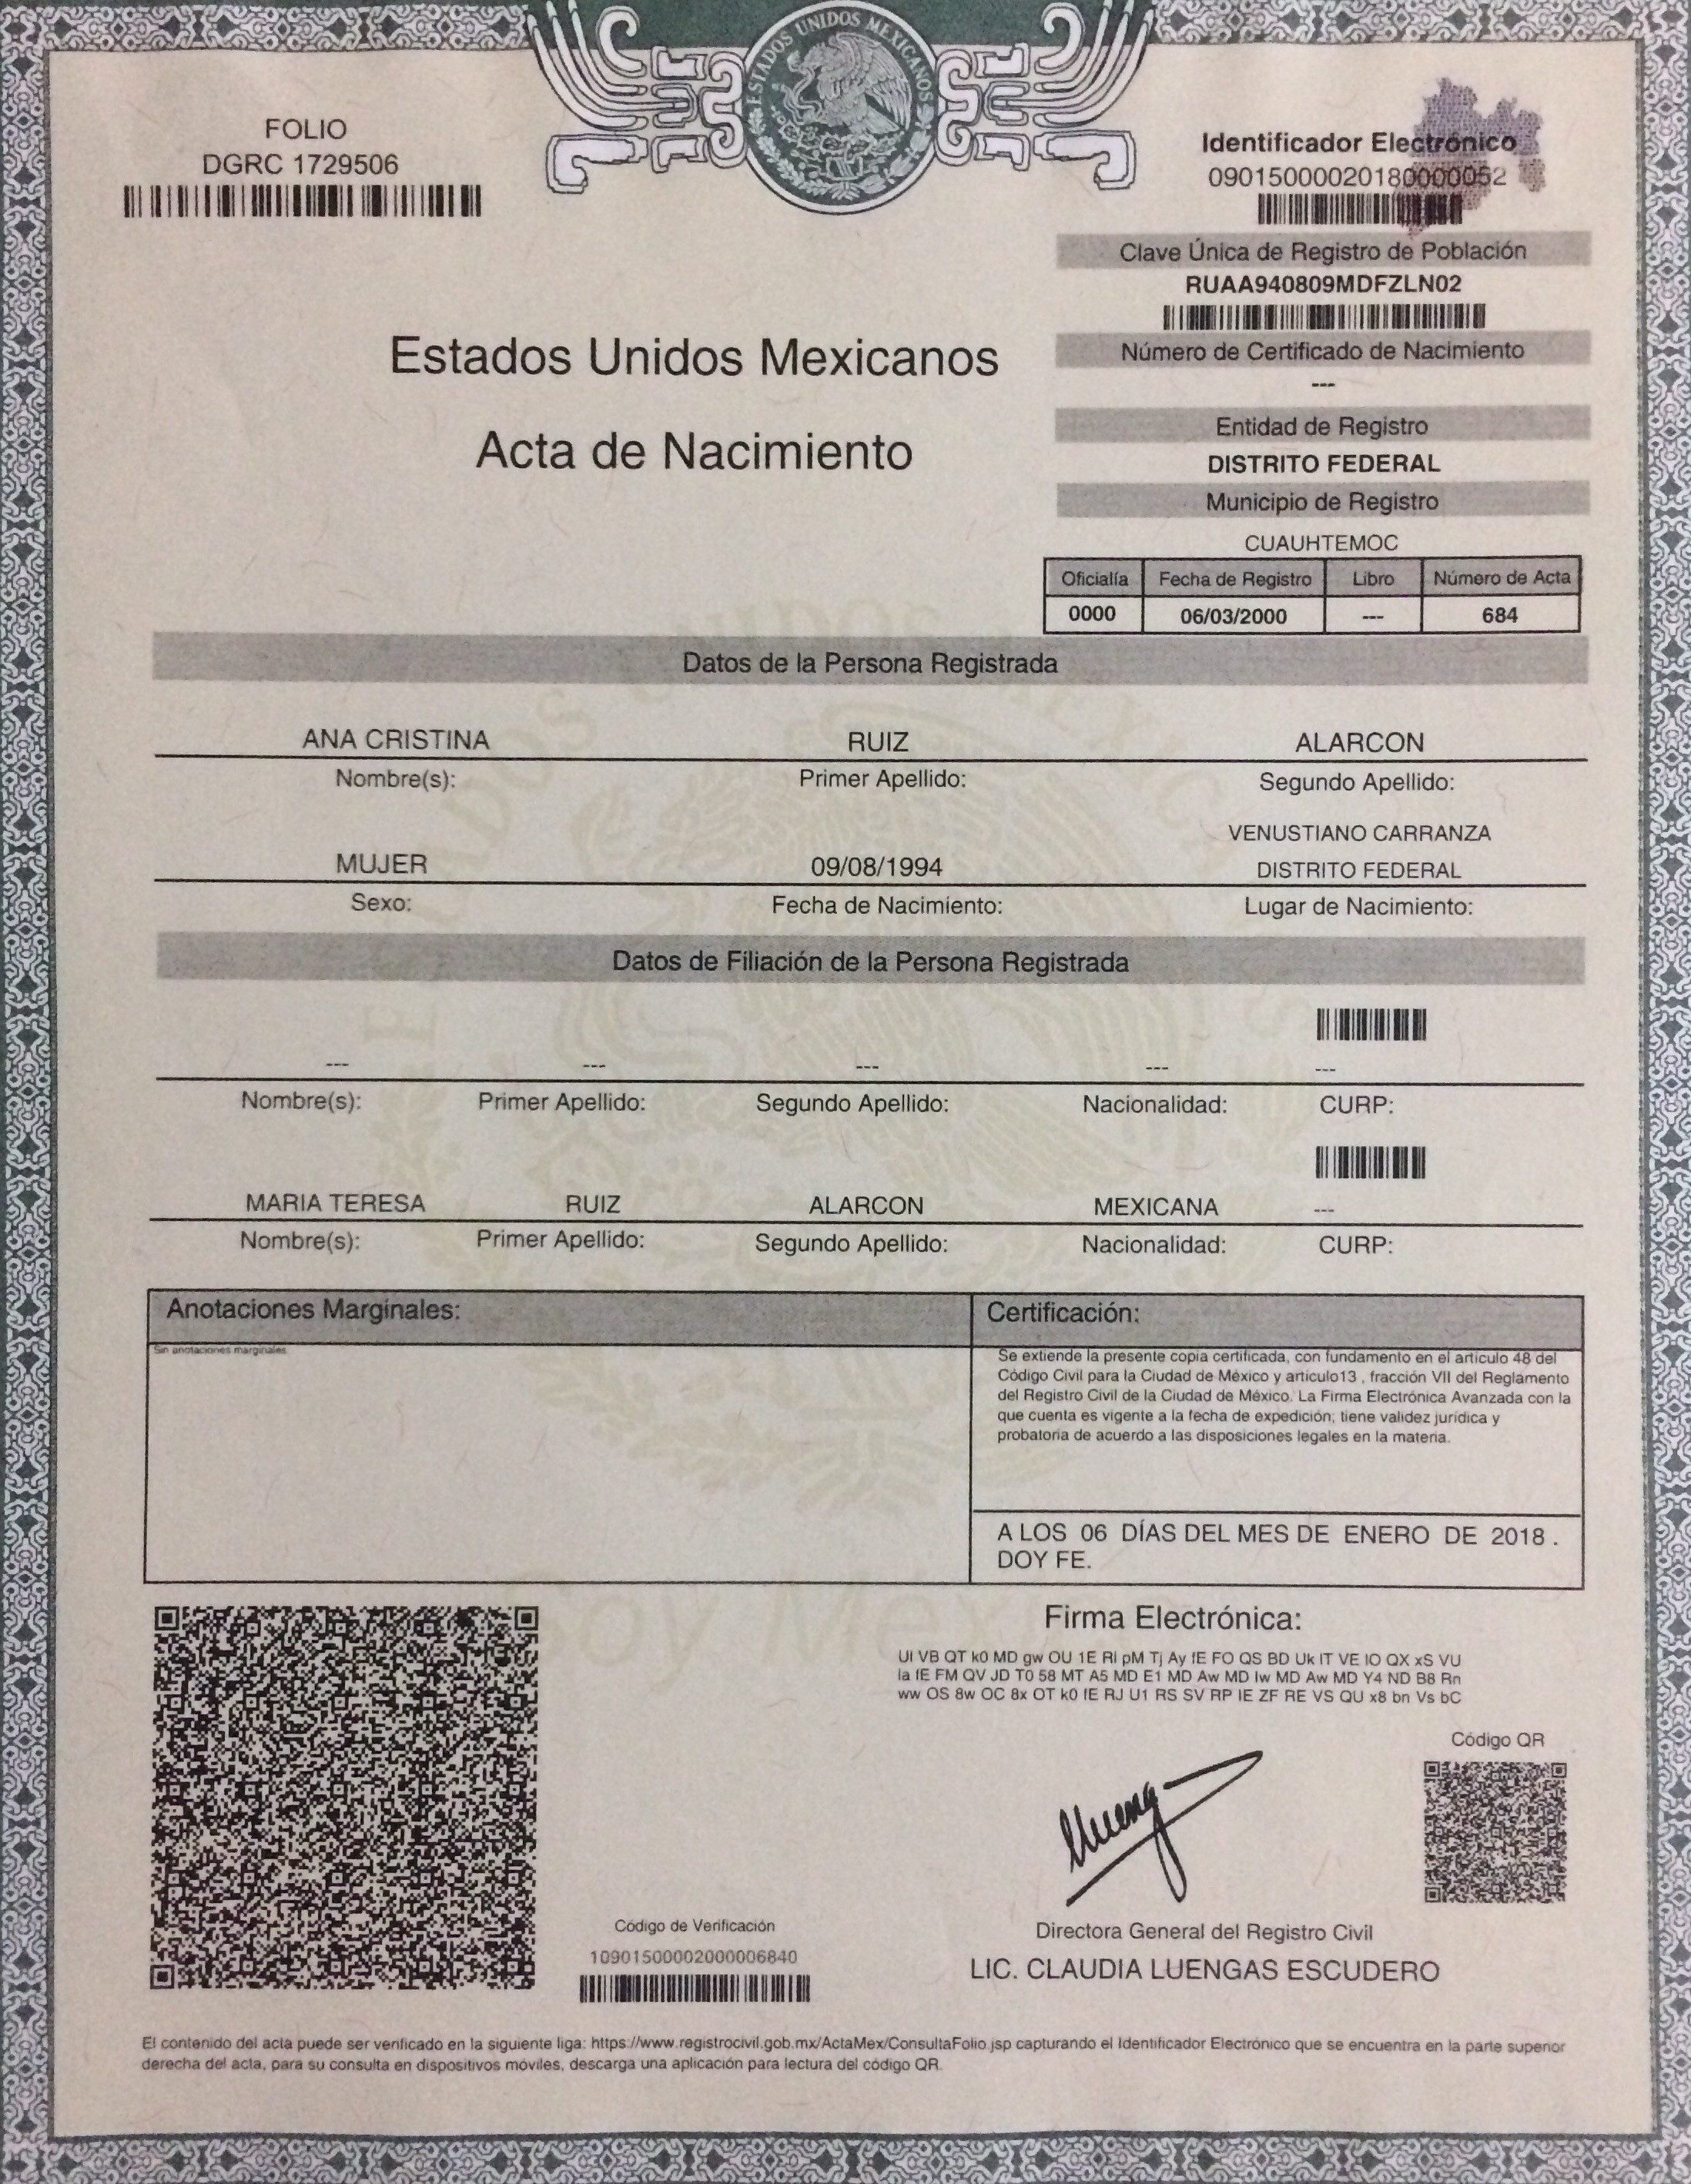 ESTADOS UNIDOS MEXICANOS
FOLIO
DGRC 1729506
Identificador Electrónico
09015000020180000052
Clave Única de Registro de Población
RUAA940809MDFZLN02
Número de Certificado de Nacimiento
---
Entidad de Registro
DISTRITO FEDERAL
Municipio de Registro
CUAUHTEMOC
Oficialía Fecha de Registro Libro Número de Acta
0000 06/03/2000 --- 684
Estados Unidos Mexicanos
Acta de Nacimiento
Datos de la Persona Registrada
ANA CRISTINA RUIZ ALARCON
Nombre(s): Primer Apellido: Segundo Apellido:
VENUSTIANO CARRANZA
MUJER 09/08/1994 DISTRITO FEDERAL
Sexo: Fecha de Nacimiento: Lugar de Nacimiento:
Datos de Filiación de la Persona Registrada
--- --- --- --- ---
Nombre(s): Primer Apellido: Segundo Apellido: Nacionalidad: CURP:
MARIA TERESA RUIZ ALARCON MEXICANA ---
Nombre(s): Primer Apellido: Segundo Apellido: Nacionalidad: CURP:
Anotaciones Marginales:
Sin anotaciones marginales
Certificación:
Se extiende la presente copia certificada, con fundamento en el artículo 48 del
Código Civil para la Ciudad de México y artículo13 , fracción VII del Reglamento
del Registro Civil de la Ciudad de México. La Firma Electrónica Avanzada con la
que cuenta es vigente a la fecha de expedición; tiene validez jurídica y
probatoria de acuerdo a las disposiciones legales en la materia.
A LOS 06 DÍAS DEL MES DE ENERO DE 2018 .
DOY FE.
Firma Electrónica:
UI VB QT k0 MD gw OU 1E RI pM Tj Ay fE FO QS BD Uk IT VE IO QX xS VU
la fE FM QV JD T0 58 MT A5 MD E1 MD Aw MD Iw MD Aw MD Y4 ND B8 Rn
ww OS 8w OC 8x OT k0 fE RJ U1 RS SV RP IE ZF RE VS QU x8 bn Vs bC
Código QR
Código de Verificación
10901500002000006840
Directora General del Registro Civil
LIC. CLAUDIA LUENGAS ESCUDERO
El contenido del acta puede ser verificado en la siguiente liga: https://www.registrocivil.gob.mx/ActaMex/ConsultaFolio.jsp capturando el Identificador Electrónico que se encuentra en la parte superior
derecha del acta, para su consulta en dispositivos móviles, descarga una aplicación para lectura del código QR.